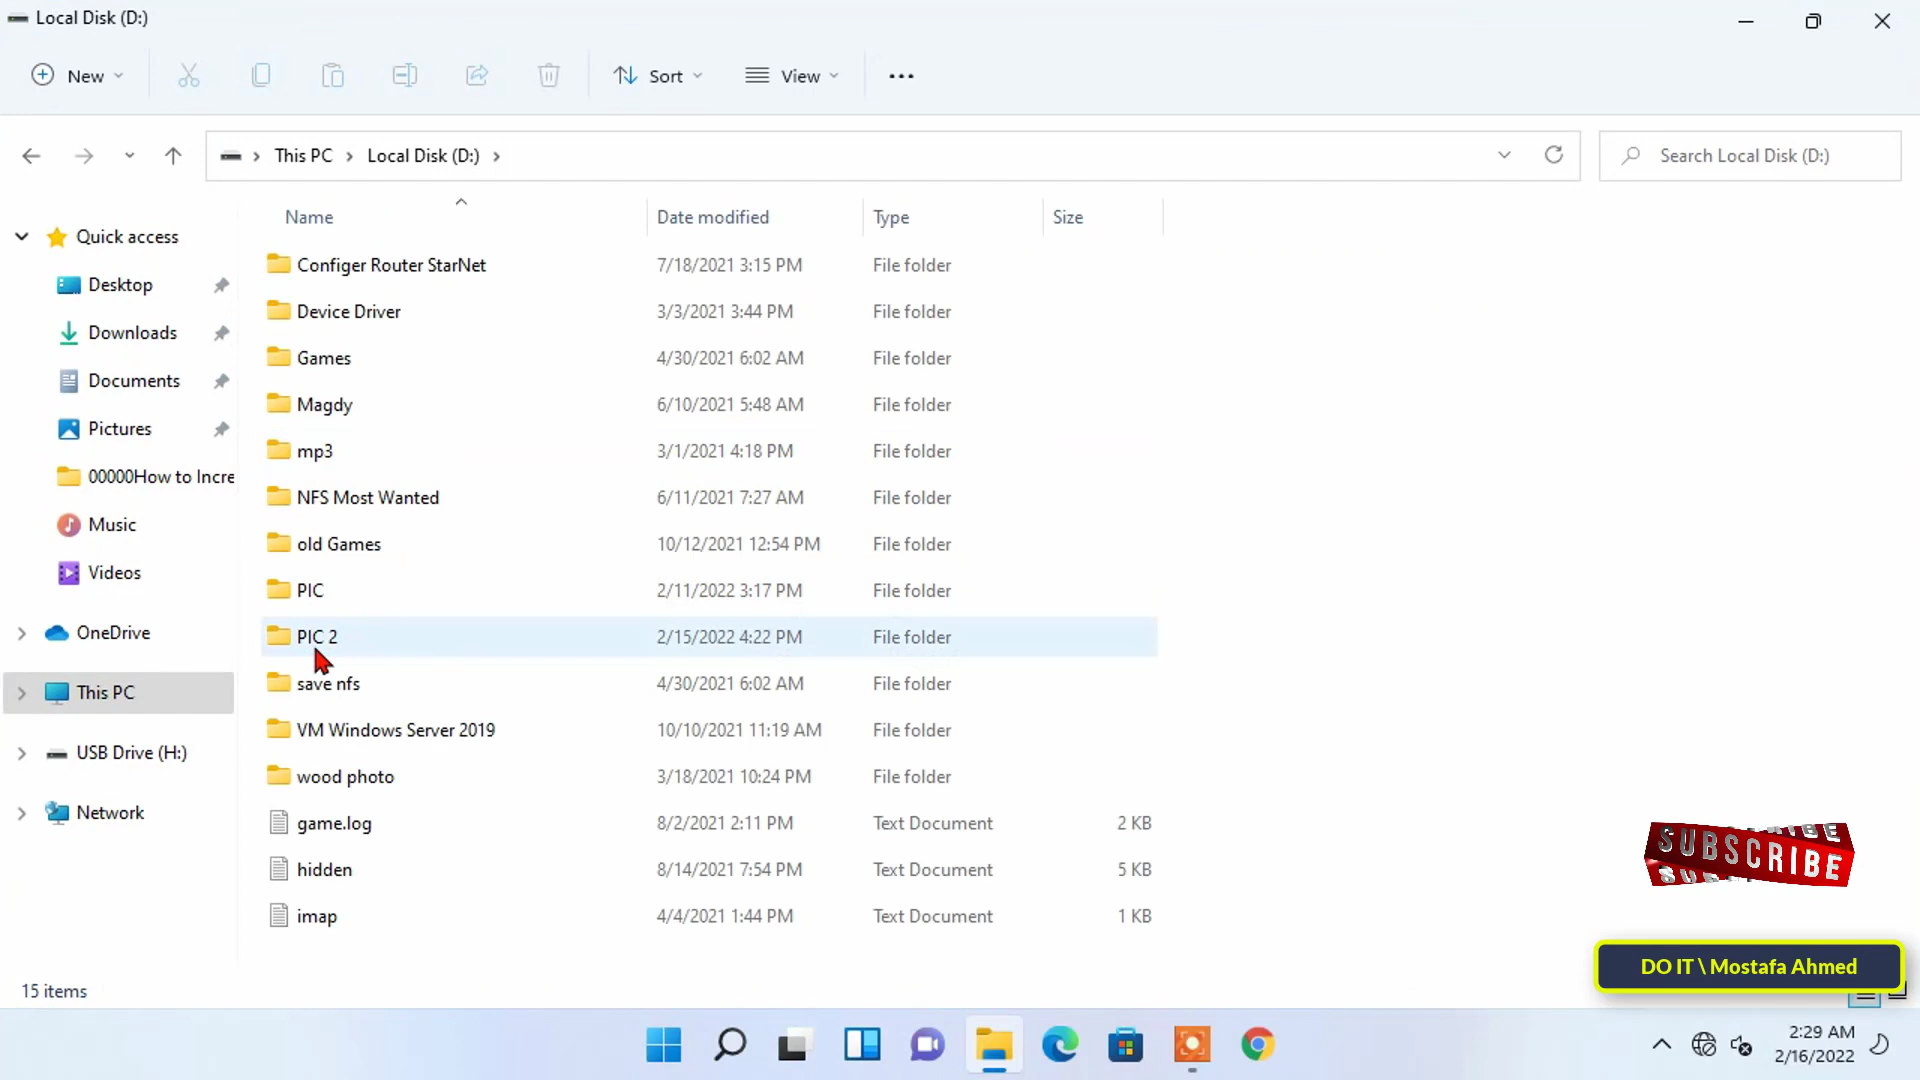 Local Disk (D:)
New
Sort
View
This PC
Local Disk (D:)
Search Local Disk (D:)
Name
Date modified
Type
Size
Quick access
Desktop
Downloads
Documents
Pictures
00000How to Incre
Music
Videos
OneDrive
This PC
USB Drive (H:)
Network
Configer Router StarNet 7/18/2021 3:15 PM File folder
Device Driver 3/3/2021 3:44 PM File folder
Games 4/30/2021 6:02 AM File folder
Magdy 6/10/2021 5:48 AM File folder
mp3 3/1/2021 4:18 PM File folder
NFS Most Wanted 6/11/2021 7:27 AM File folder
old Games 10/12/2021 12:54 PM File folder
PIC 2/11/2022 3:17 PM File folder
PIC 2 2/15/2022 4:22 PM File folder
save nfs 4/30/2021 6:02 AM File folder
VM Windows Server 2019 10/10/2021 11:19 AM File folder
wood photo 3/18/2021 10:24 PM File folder
game.log 8/2/2021 2:11 PM Text Document 2 KB
hidden 8/14/2021 7:54 PM Text Document 5 KB
imap 4/4/2021 1:44 PM Text Document 1 KB
SUBSCRIBE
DO IT \ Mostafa Ahmed
15 items
2:29 AM
2/16/2022